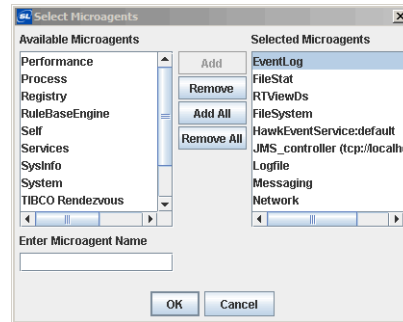 SL Select Microagents
Available Microagents
Performance
Process
Registry
RuleBaseEngine
Self
Services
SysInfo
System
TIBCO Rendezvous
Add
Remove
Add All
Remove All
Selected Microagents
EventLog
FileStat
RTViewDs
FileSystem
HawkEventService:default
JMS_controller (tcp://localh
Logfile
Messaging
Network
Enter Microagent Name
OK
Cancel